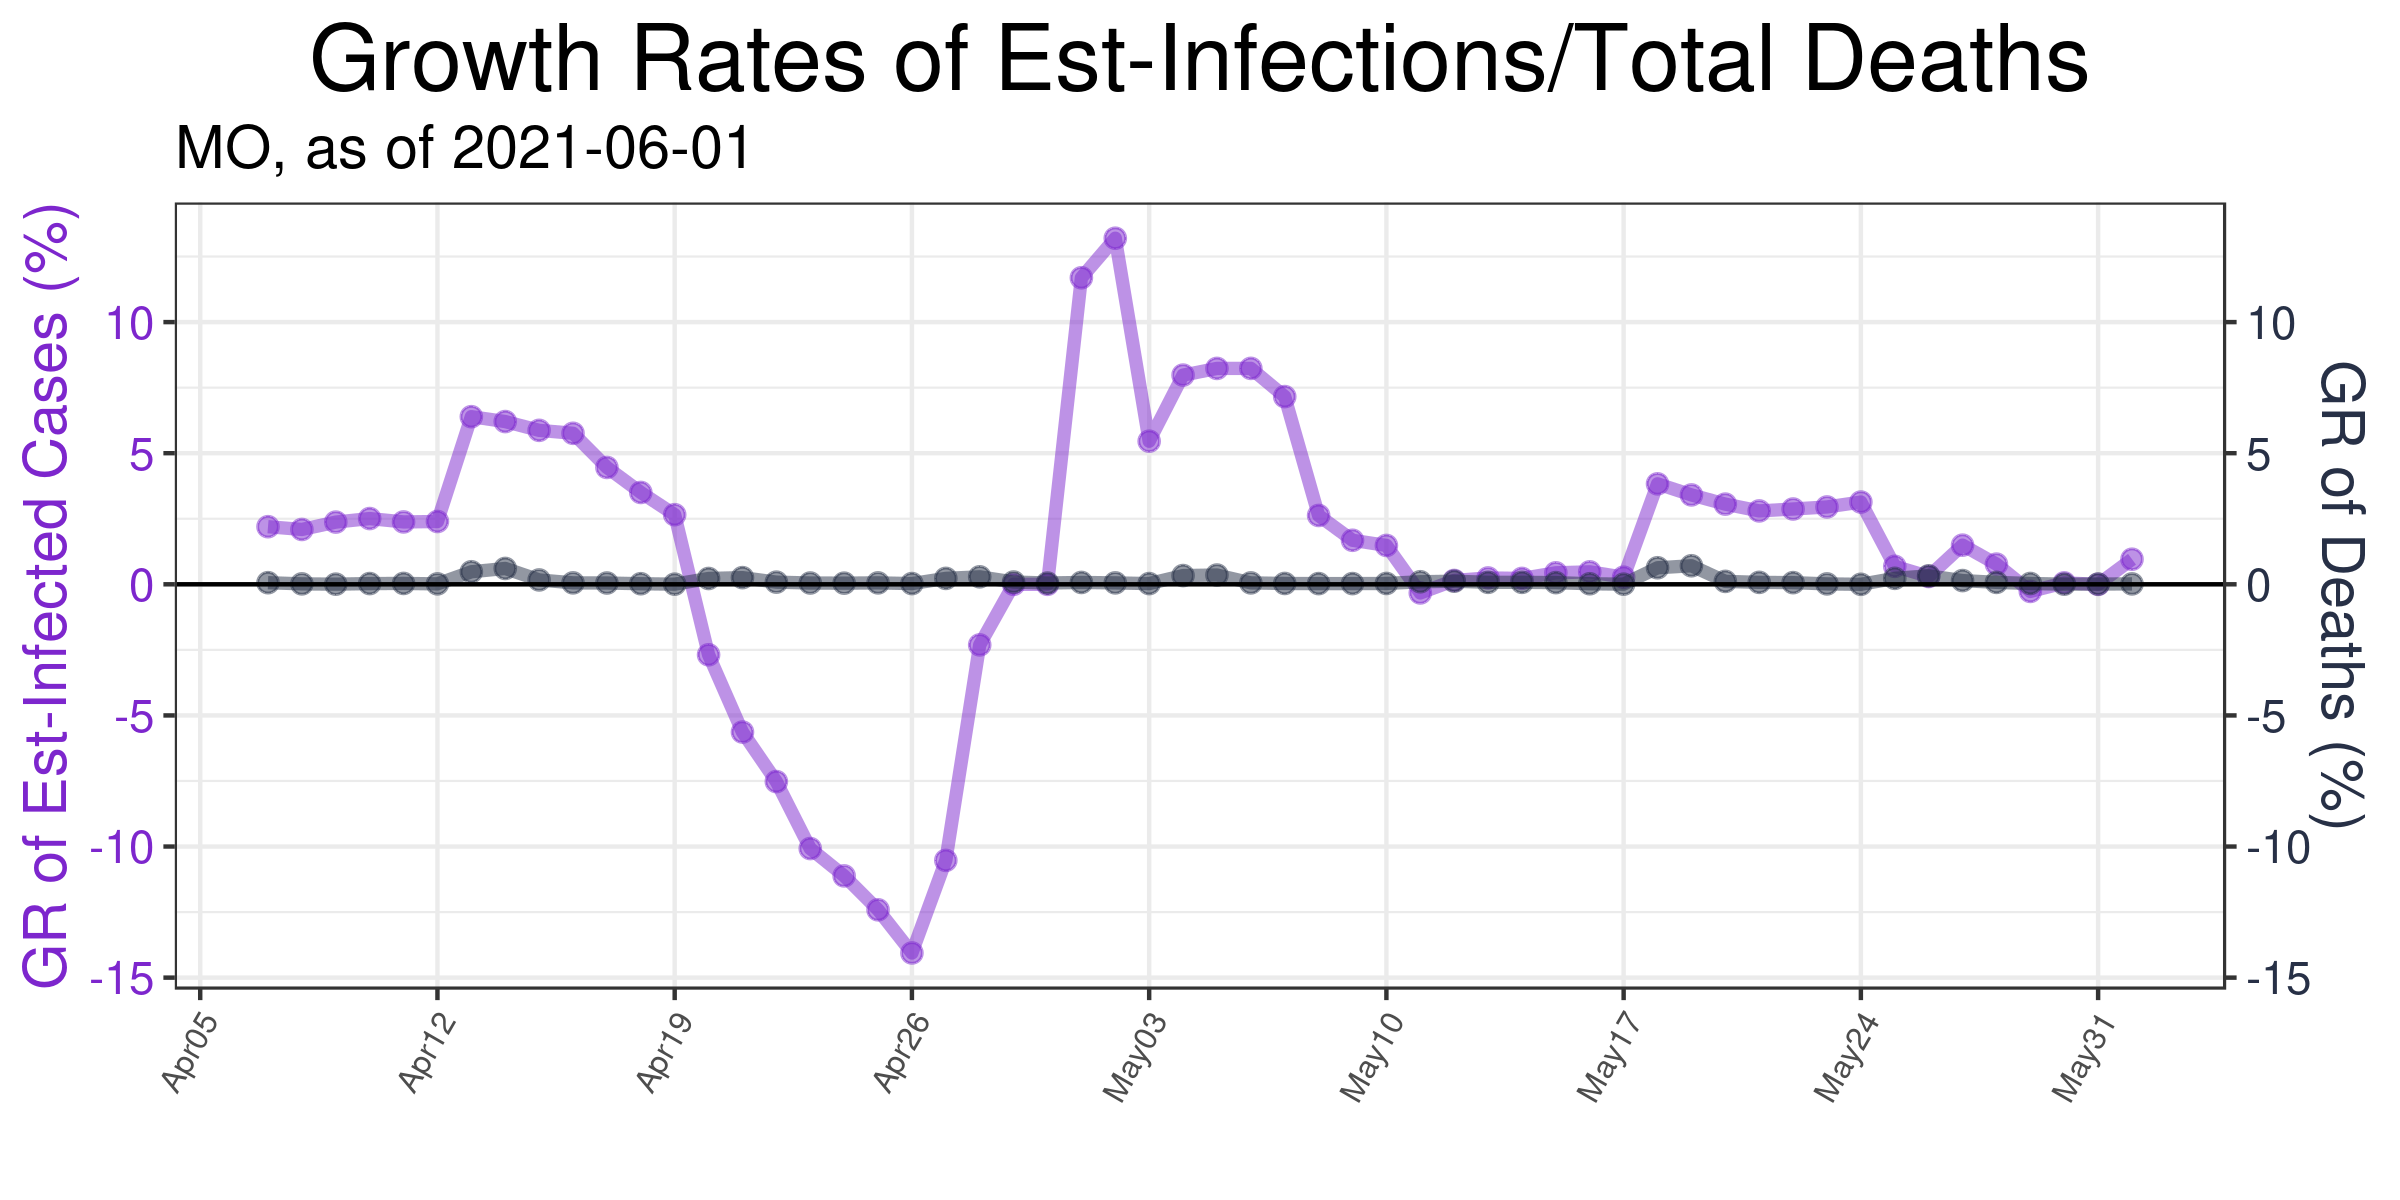 Growth Rates of Est-Infections/Total Deaths
MO, as of 2021-06-01
GR of Est-Infected Cases (%)
10
5
0
-5
-10
-15
10
5
0
-5
-10
-15
GR of Deaths (%)
Apr05
Apr12
Apr19
Apr26
May03
May10
May17
May24
May31